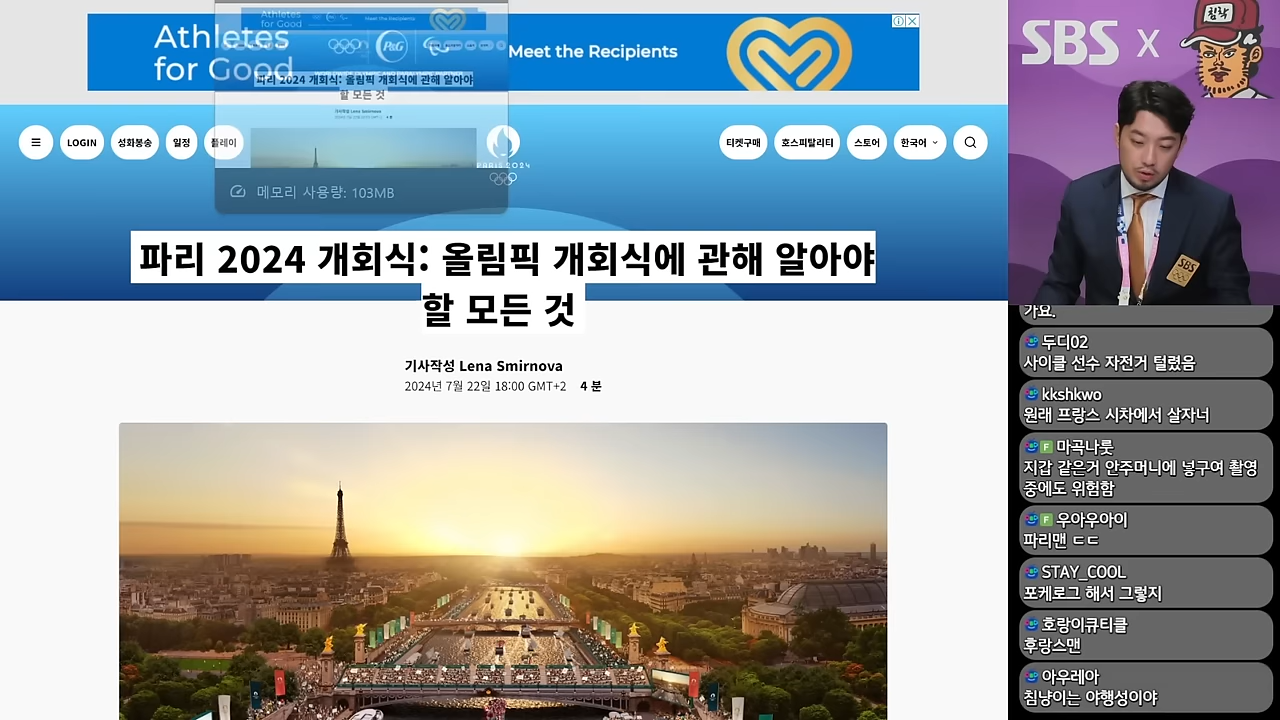 Athletes
for Good
Meet the Recipients
P&G
파리 2024 개회식: 올림픽 개회식에 관해 알아야
할 모든 것
메모리 사용량: 103MB
LOGIN
성화봉송
일정
플레이
PARIS 2024
티켓구매
호스피탈리티
스토어
한국어
파리 2024 개회식: 올림픽 개회식에 관해 알아야
할 모든 것
기사작성 Lena Smirnova
2024년 7월 22일 18:00 GMT+2 4 분
SBS X
침착
SBS
가요.
두디02
사이클 선수 자전거 털렸음
kkshkwo
원래 프랑스 시차에서 살자너
F 마곡나룻
지갑 같은거 안주머니에 넣구여 촬영
중에도 위험함
F 우아우아이
파리맨 ㄷㄷ
STAY_COOL
포케로그 해서 그렇지
호랑이큐티클
후랑스맨
아우레아
침냥이는 야행성이야